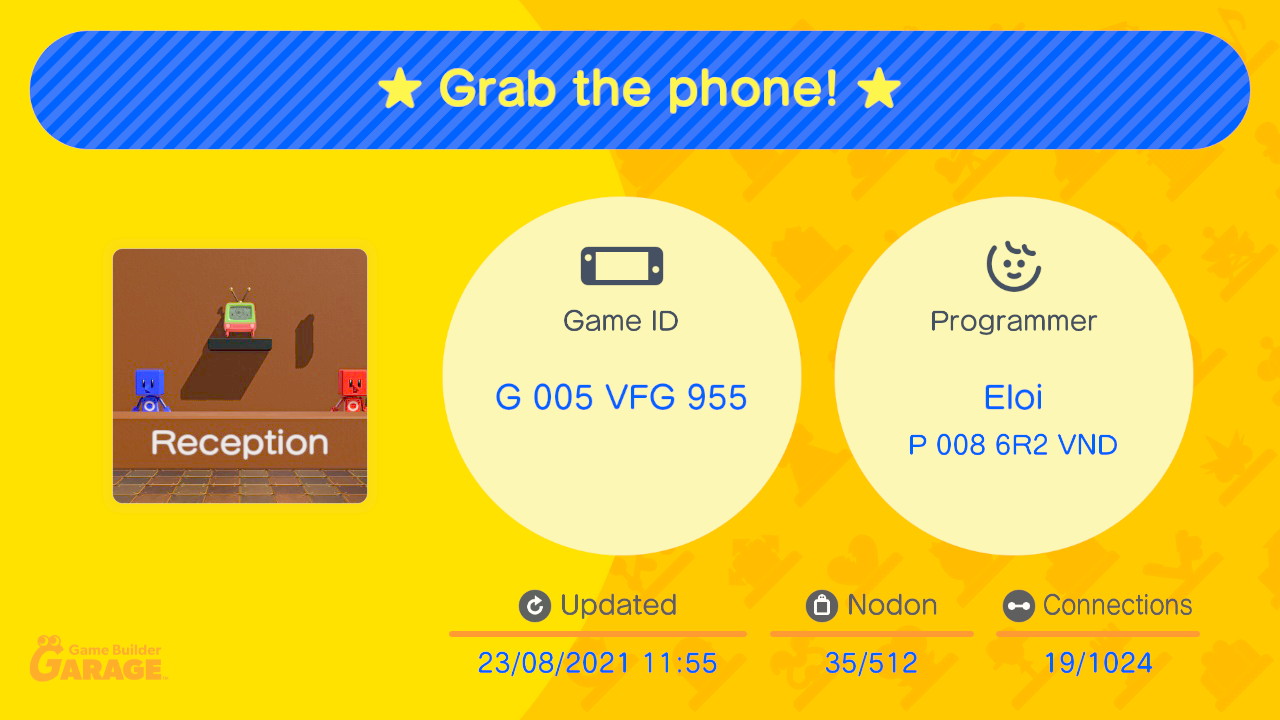 ★ Grab the phone! ★
Reception
Game ID
G 005 VFG 955
Programmer
Eloi
P 008 6R2 VND
Updated
23/08/2021 11:55
Nodon
35/512
Connections
19/1024
Game Builder
GARAGE™